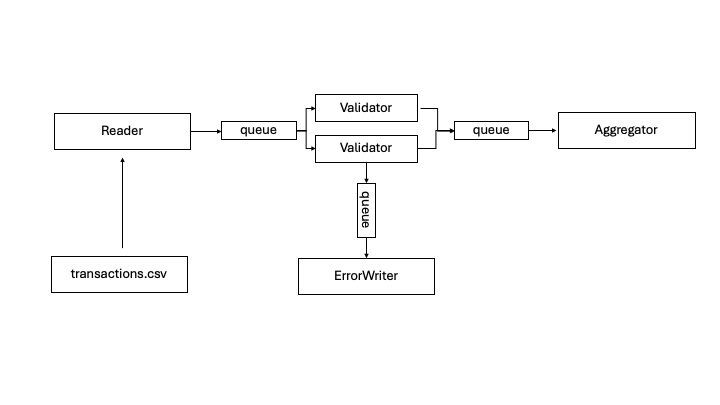 Validator
Reader
queue
queue
Aggregator
Validator
queue
transactions.csv
ErrorWriter